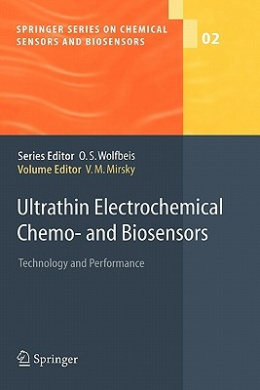 SPRINGER SERIES ON CHEMICAL
SENSORS AND BIOSENSORS
02
Series Editor O. S. Wolfbeis
Volume Editor V. M. Mirsky
Ultrathin Electrochemical
Chemo- and Biosensors
Technology and Performance
Springer